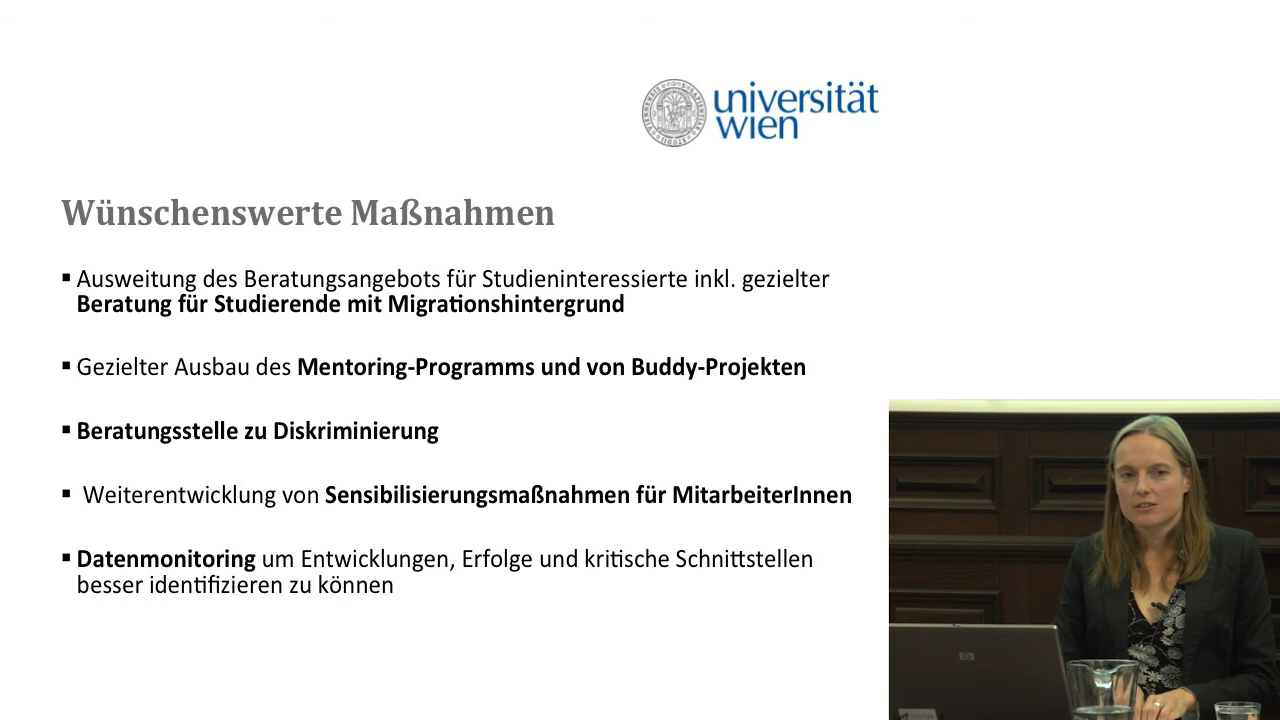 universität
wien
Wünschenswerte Maßnahmen
▪ Ausweitung des Beratungsangebots für Studieninteressierte inkl. gezielter
Beratung für Studierende mit Migrationshintergrund
▪ Gezielter Ausbau des Mentoring-Programms und von Buddy-Projekten
▪ Beratungsstelle zu Diskriminierung
▪ Weiterentwicklung von Sensibilisierungsmaßnahmen für MitarbeiterInnen
▪ Datenmonitoring um Entwicklungen, Erfolge und kritische Schnittstellen
besser identifizieren zu können
hp